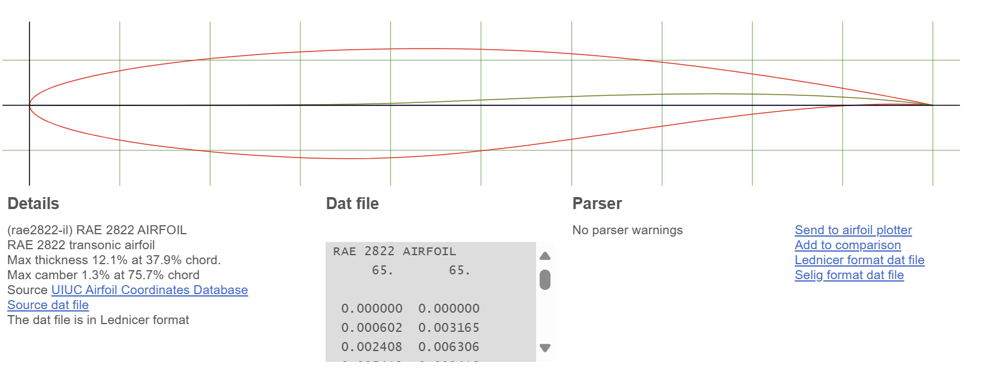 Details
(rae2822-il) RAE 2822 AIRFOIL
RAE 2822 transonic airfoil
Max thickness 12.1% at 37.9% chord.
Max camber 1.3% at 75.7% chord
Source UIUC Airfoil Coordinates Database
Source dat file
The dat file is in Lednicer format
Dat file
RAE 2822 AIRFOIL
65. 65.
0.000000 0.000000
0.000602 0.003165
0.002408 0.006306
Parser
No parser warnings
Send to airfoil plotter
Add to comparison
Lednicer format dat file
Selig format dat file